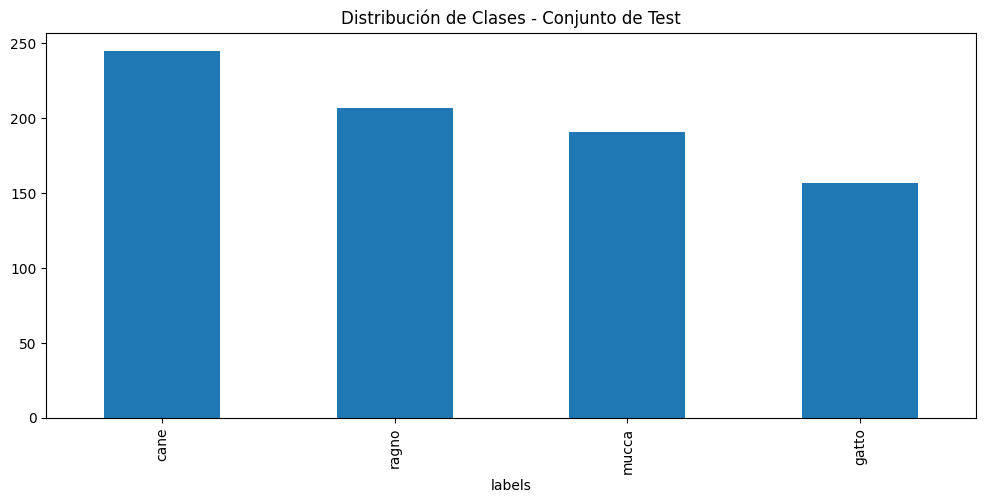 Distribución de Clases - Conjunto de Test
250
200
150
100
50
0
cane
ragno
mucca
gatto
labels